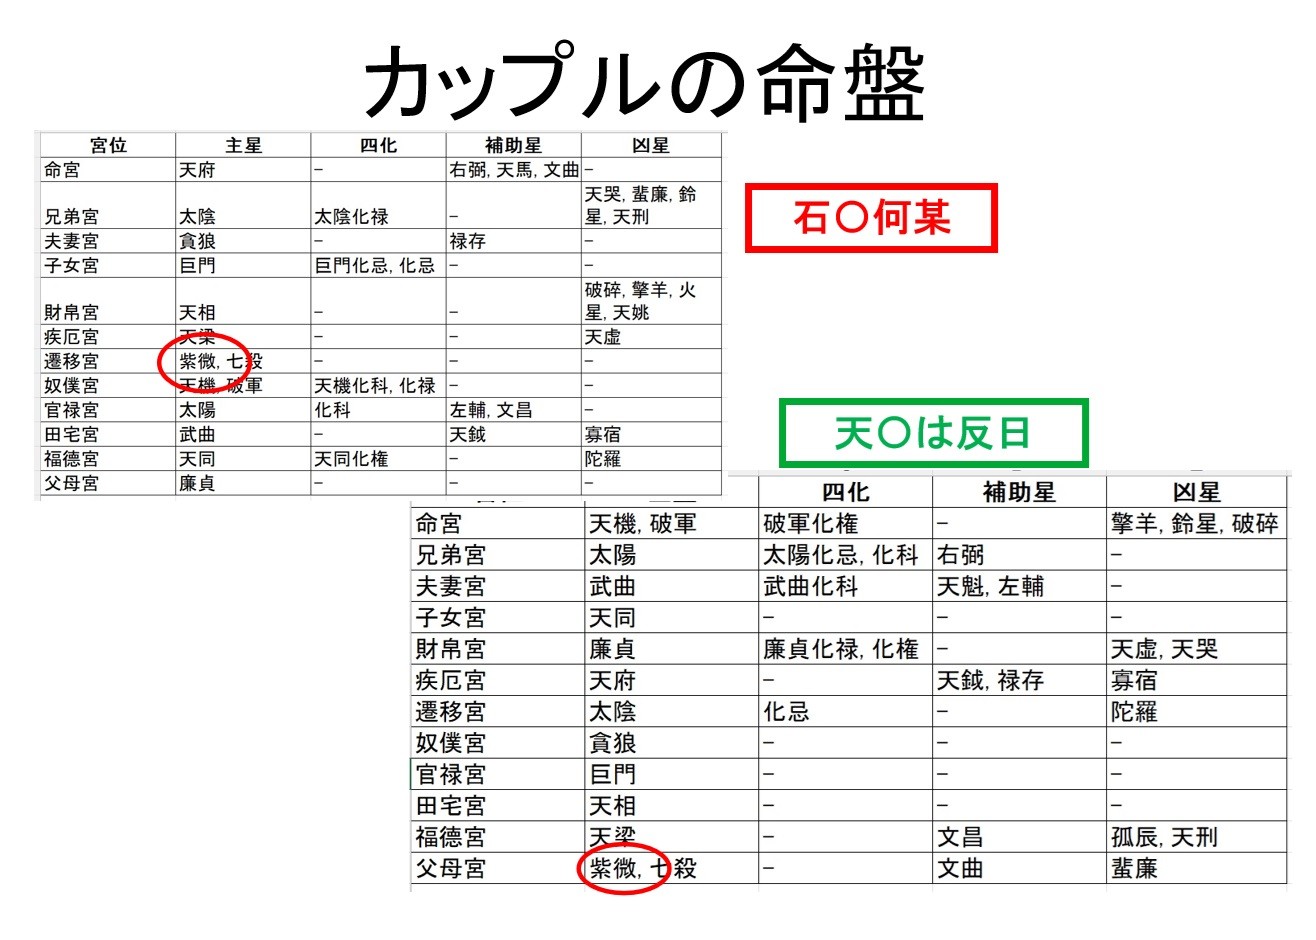 カップルの命盤
宮位 主星 四化 補助星 凶星
命宮 天府 – 右弼, 天馬, 文曲 –
天哭, 蜚廉, 鈴
兄弟宮 太陰 太陰化禄 – 星, 天刑
夫妻宮 貪狼 – 禄存 –
子女宮 巨門 巨門化忌, 化忌 – –
破碎, 擎羊, 火
財帛宮 天相 – – 星, 天姚
疾厄宮 天梁 – – 天虚
遷移宮 紫微, 七殺 – – –
奴僕宮 天機, 破軍 天機化科, 化禄 – –
官禄宮 太陽 化科 左輔, 文昌 –
田宅宮 武曲 – 天鉞 寡宿
福德宮 天同 天同化権 – 陀羅
父母宮 廉貞 – – –
石〇何某
天〇は反日
四化 補助星 凶星
命宮 天機, 破軍 破軍化権 – 擎羊, 鈴星, 破碎
兄弟宮 太陽 太陽化忌, 化科 右弼 –
夫妻宮 武曲 武曲化科 天魁, 左輔 –
子女宮 天同 – – –
財帛宮 廉貞 廉貞化禄, 化権 – 天虚, 天哭
疾厄宮 天府 – 天鉞, 禄存 寡宿
遷移宮 太陰 化忌 – 陀羅
奴僕宮 貪狼 – – –
官禄宮 巨門 – – –
田宅宮 天相 – – –
福德宮 天梁 – 文昌 孤辰, 天刑
父母宮 紫微, 七殺 – 文曲 蜚廉